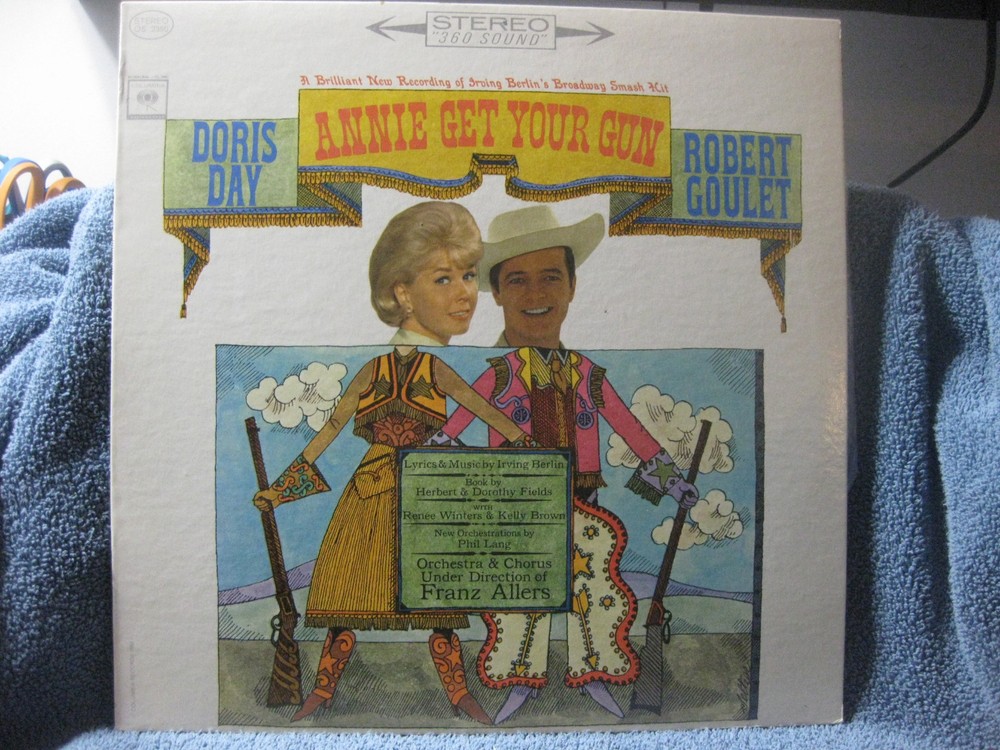 STEREO
STEREO
"360 SOUND"
COLUMBIA
A Brilliant New Recording of Irving Berlin's Broadway Smash Hit
ANNIE GET YOUR GUN
DORIS
DAY
ROBERT
GOULET
Lyrics & Music by Irving Berlin
Book by
Herbert & Dorothy Fields
with
Renee Winters & Kelly Brown
New Orchestrations by
Phil Lang
Orchestra & Chorus
Under Direction of
Franz Allers